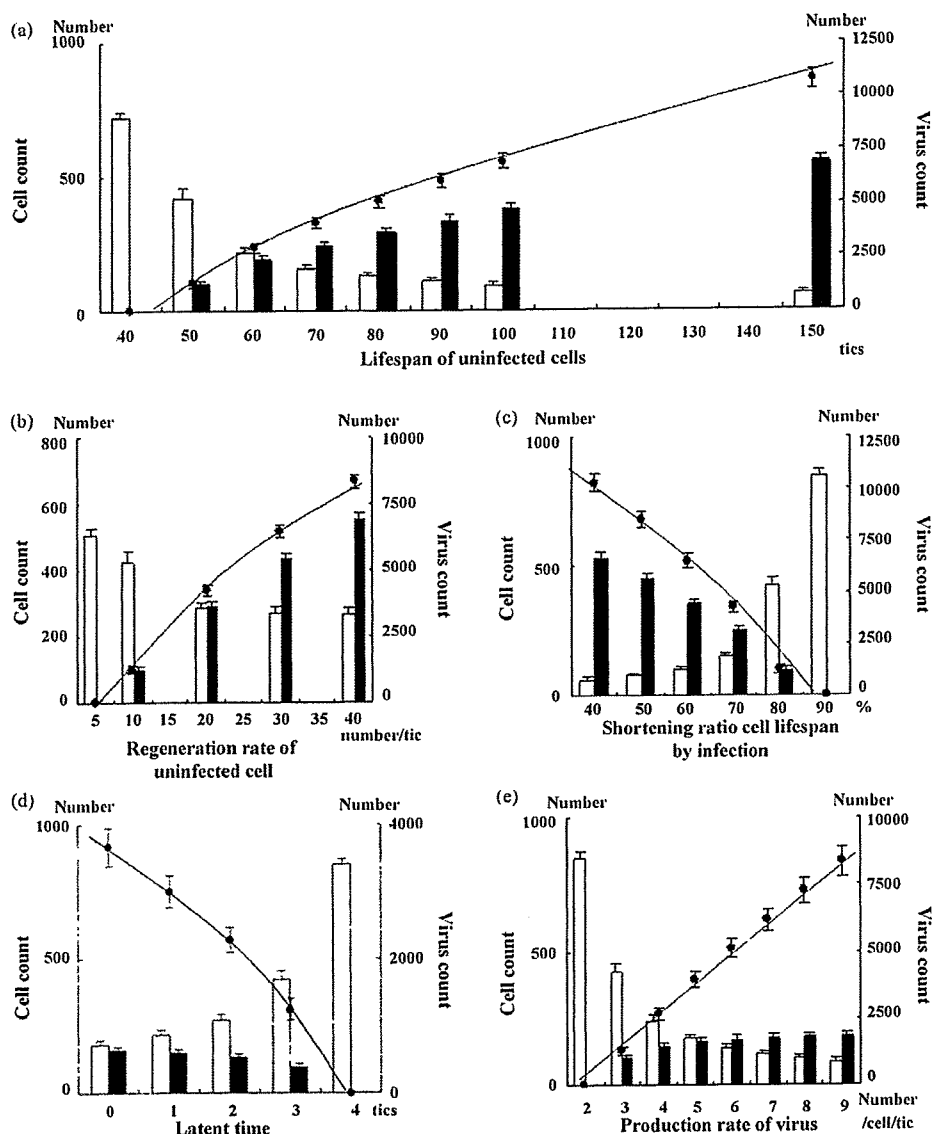 (a) Number Number
1000 12500
10000
7500
500
5000
2500
0 0
Cell count
Virus count
40 50 60 70 80 90 100 110 120 130 140 150
tics
Lifespan of uninfected cells
(b) Number Number
800 10000
600 7500
400 5000
200 2500
0 0
Cell count
Virus count
5 10 15 20 25 30 35 40
number/tic
Regeneration rate of
uninfected cell
(c) Number Number
1000 12500
10000
7500
500
5000
2500
0 0
Cell count
Virus count
40 50 60 70 80 90
%
Shortening ratio cell lifespan
by infection
(d) Number Number
1000 4000
500 2000
0 0
Cell count
Virus count
0 1 2 3 4 tics
Latent time
(e) Number Number
1000 10000
7500
500 5000
2500
0 0
Cell count
Virus count
2 3 4 5 6 7 8 9 Number
/cell/tic
Production rate of virus